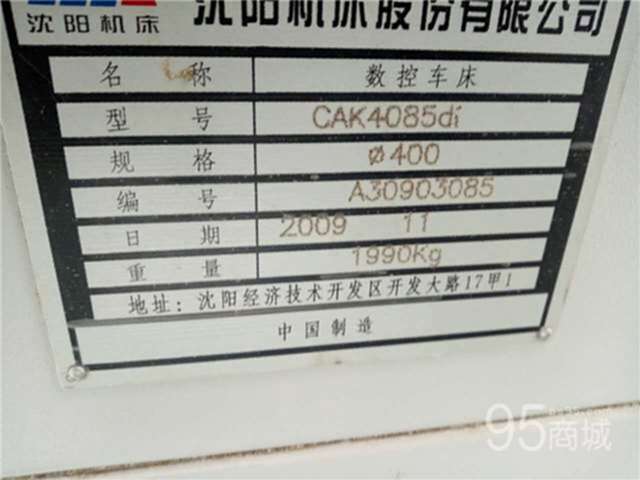 沈阳机床 沈阳机床股份有限公司
名 称 数控车床
型 号 CAK4085di
规 格 ø400
编 号 A30903085
日 期 2009 11
重 量 1990Kg
地址: 沈阳经济技术开发区开发大路17甲1
中国制造
95商城